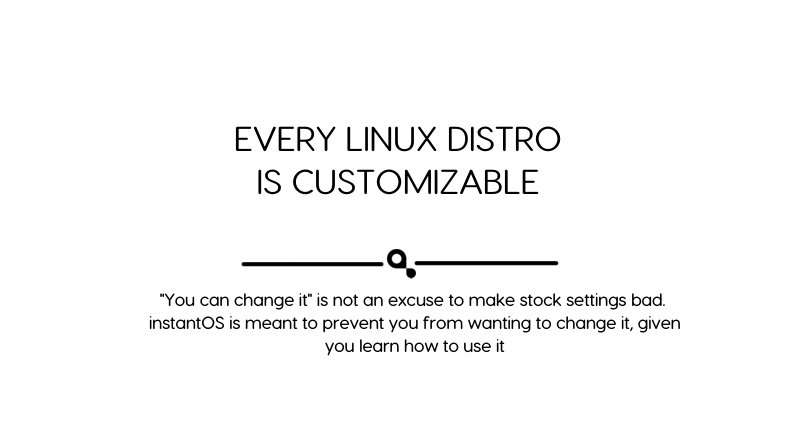 EVERY LINUX DISTRO
IS CUSTOMIZABLE
"You can change it" is not an excuse to make stock settings bad.
instantOS is meant to prevent you from wanting to change it, given
you learn how to use it